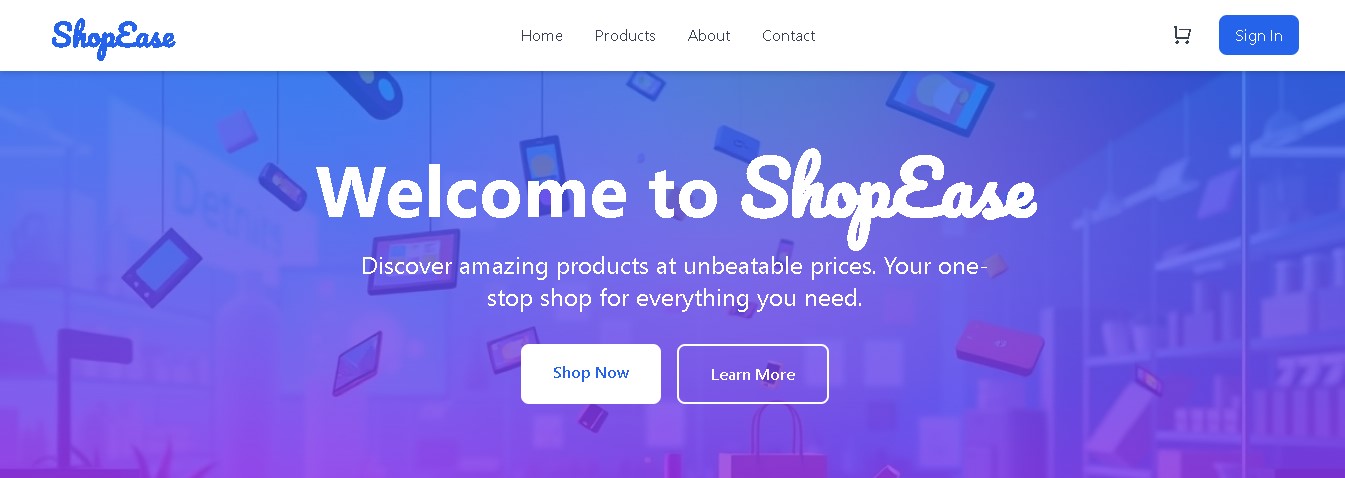 ShopEase
Home Products About Contact
Sign In
Welcome to ShopEase
Discover amazing products at unbeatable prices. Your one-
stop shop for everything you need.
Shop Now
Learn More